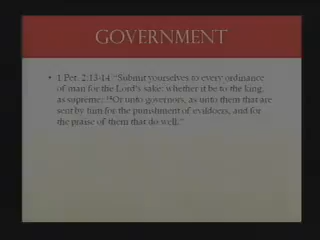 GOVERNMENT
• 1 Pet. 2:13-14 "Submit yourselves to every ordinance
of man for the Lord's sake: whether it be to the king,
as supreme; ¹⁴Or unto governors, as unto them that are
sent by him for the punishment of evildoers, and for
the praise of them that do well."